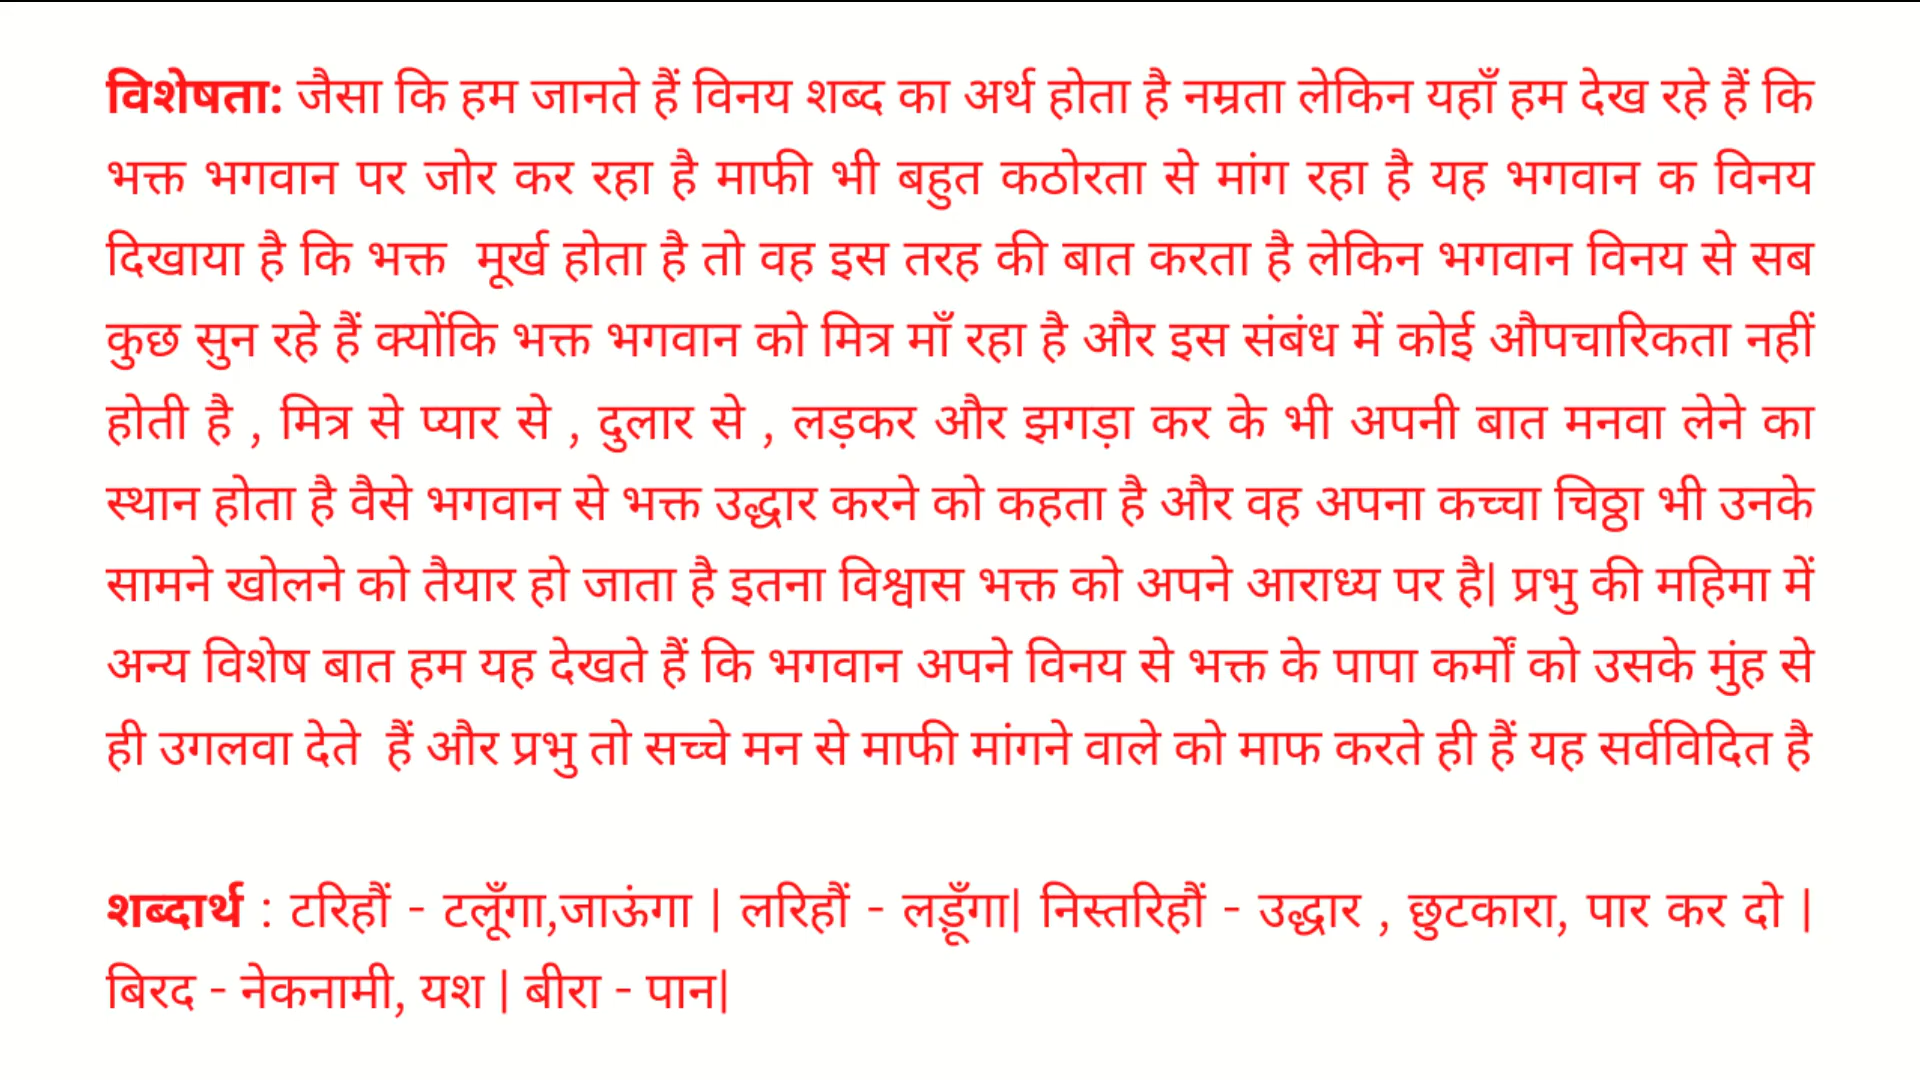 विशेषता: जैसा कि हम जानते हैं विनय शब्द का अर्थ होता है नम्रता लेकिन यहाँ हम देख रहे हैं कि
भक्त भगवान पर जोर कर रहा है माफी भी बहुत कठोरता से मांग रहा है यह भगवान क विनय
दिखाया है कि भक्त  मूर्ख होता है तो वह इस तरह की बात करता है लेकिन भगवान विनय से सब
कुछ सुन रहे हैं क्योंकि भक्त भगवान को मित्र माँ रहा है और इस संबंध में कोई औपचारिकता नहीं
होती है , मित्र से प्यार से , दुलार से , लड़कर और झगड़ा कर के भी अपनी बात मनवा लेने का
स्थान होता है वैसे भगवान से भक्त उद्धार करने को कहता है और वह अपना कच्चा चिठ्ठा भी उनके
सामने खोलने को तैयार हो जाता है इतना विश्वास भक्त को अपने आराध्य पर है| प्रभु की महिमा में
अन्य विशेष बात हम यह देखते हैं कि भगवान अपने विनय से भक्त के पापा कर्मों को उसके मुंह से
ही उगलवा देते  हैं और प्रभु तो सच्चे मन से माफी मांगने वाले को माफ करते ही हैं यह सर्वविदित है
शब्दार्थ : टरिहौं - टलूँगा,जाऊंगा | लरिहौं - लड़ूँगा| निस्तरिहौं - उद्धार , छुटकारा, पार कर दो |
बिरद - नेकनामी, यश | बीरा - पान|